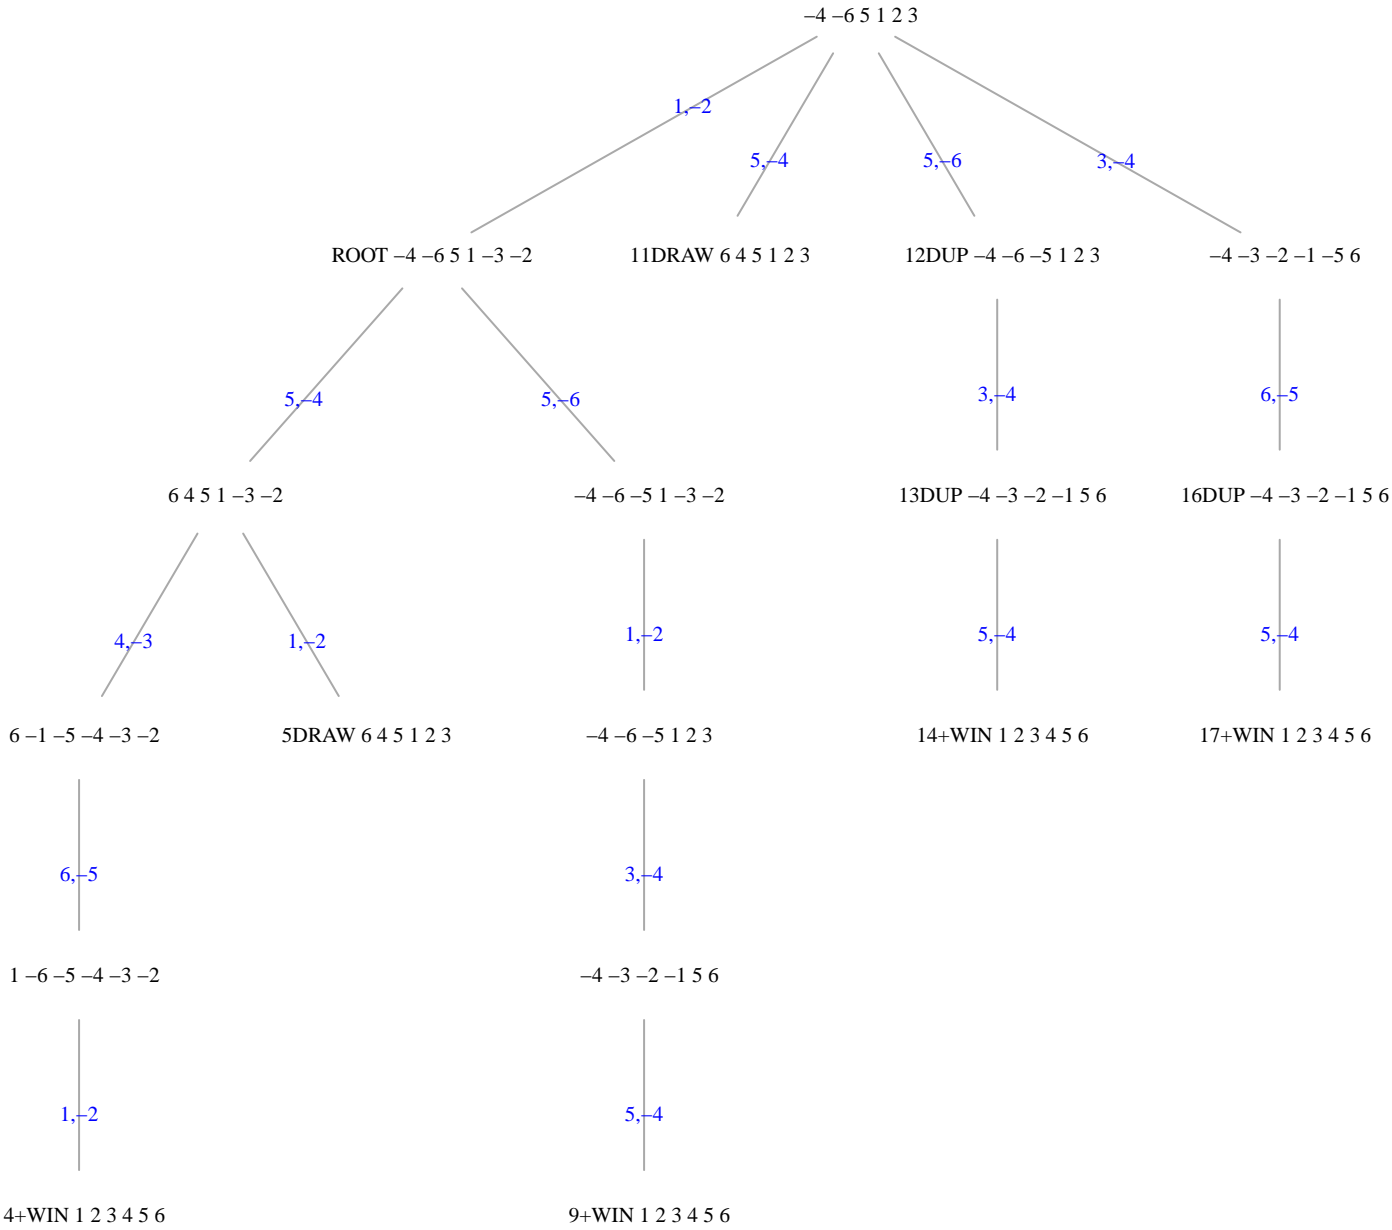 −4 −6 5 1 2 3
1,−2
5,−4
5,−6
3,−4
ROOT −4 −6 5 1 −3 −2
11DRAW 6 4 5 1 2 3
12DUP −4 −6 −5 1 2 3
−4 −3 −2 −1 −5 6
5,−4
5,−6
3,−4
6,−5
6 4 5 1 −3 −2
−4 −6 −5 1 −3 −2
13DUP −4 −3 −2 −1 5 6
16DUP −4 −3 −2 −1 5 6
4,−3
1,−2
1,−2
5,−4
5,−4
6 −1 −5 −4 −3 −2
5DRAW 6 4 5 1 2 3
−4 −6 −5 1 2 3
14+WIN 1 2 3 4 5 6
17+WIN 1 2 3 4 5 6
6,−5
3,−4
1 −6 −5 −4 −3 −2
−4 −3 −2 −1 5 6
1,−2
5,−4
4+WIN 1 2 3 4 5 6
9+WIN 1 2 3 4 5 6